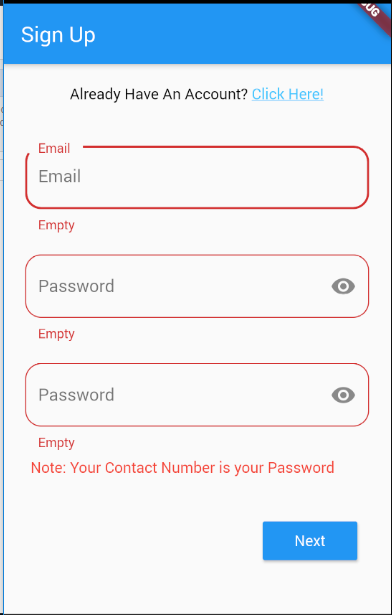 Sign Up
Already Have An Account? Click Here!
Email
Email
Empty
Password
Empty
Password
Empty
Note: Your Contact Number is your Password
Next